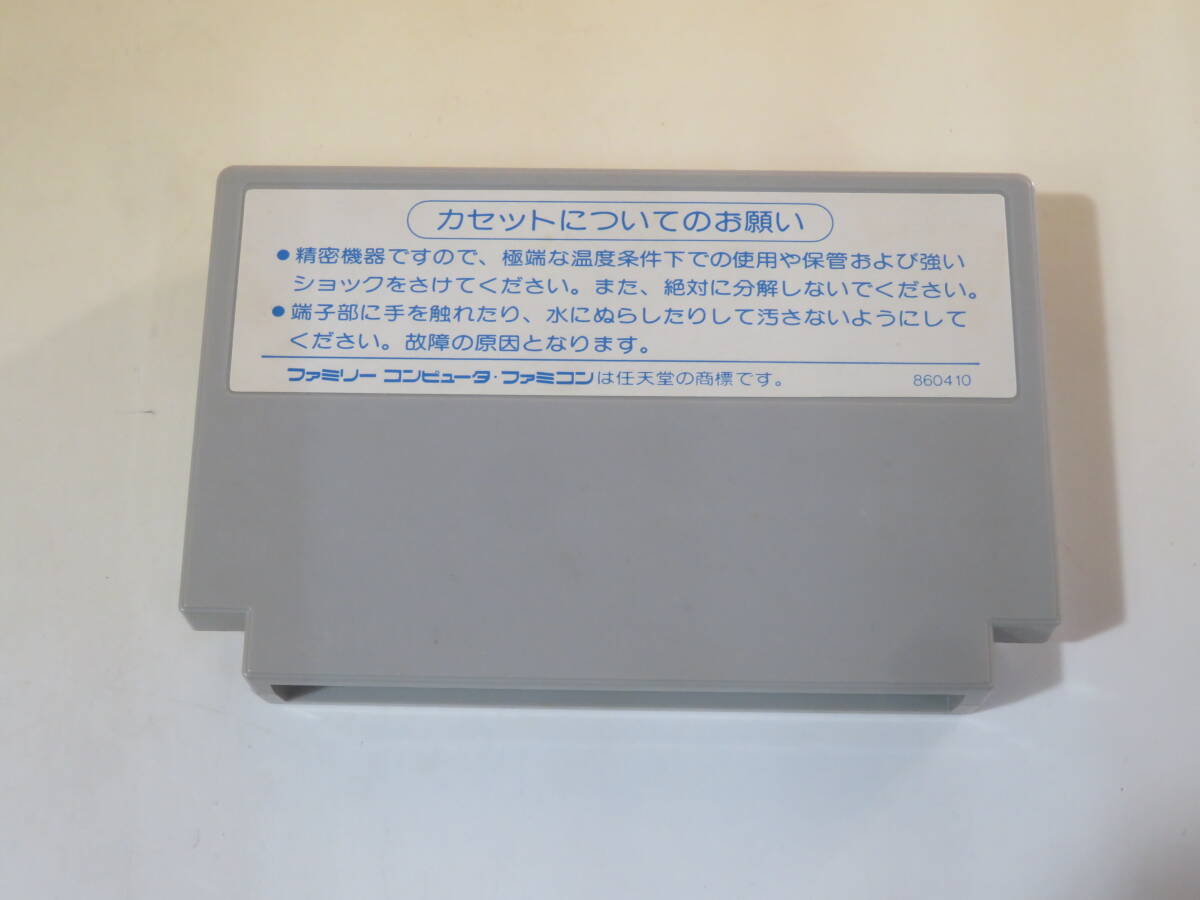 カセットについてのお願い
●精密機器ですので、極端な温度条件下での使用や保管および強い
ショックをさけてください。また、絶対に分解しないでください。
●端子部に手を触れたり、水にぬらしたりして汚さないようにして
ください。故障の原因となります。
ファミリー コンピュータ・ファミコンは任天堂の商標です。 860410